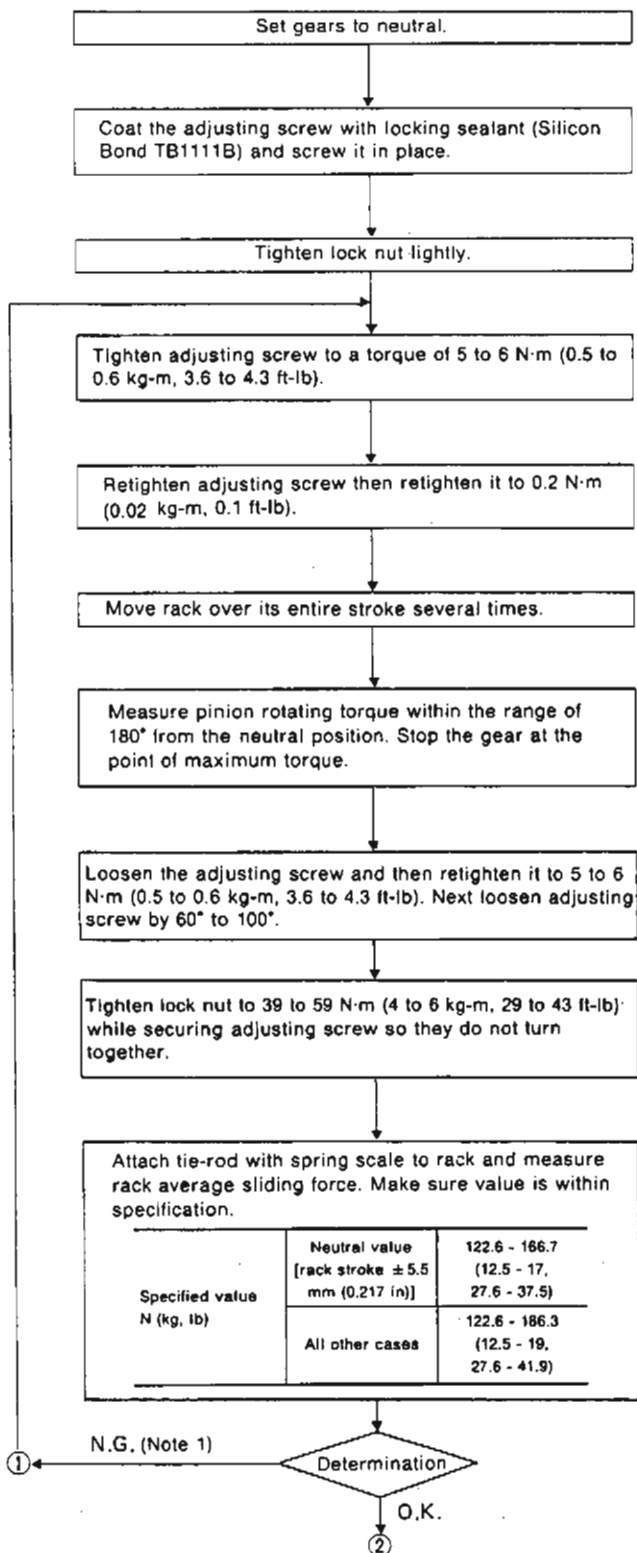 Set gears to neutral.
Coat the adjusting screw with locking sealant (Silicon
Bond TB1111B) and screw it in place.
Tighten lock nut lightly.
Tighten adjusting screw to a torque of 5 to 6 N·m (0.5 to
0.6 kg-m, 3.6 to 4.3 ft-lb).
Retighten adjusting screw then retighten it to 0.2 N·m
(0.02 kg-m, 0.1 ft-lb).
Move rack over its entire stroke several times.
Measure pinion rotating torque within the range of
180° from the neutral position. Stop the gear at the
point of maximum torque.
Loosen the adjusting screw and then retighten it to 5 to 6
N·m (0.5 to 0.6 kg-m, 3.6 to 4.3 ft-lb). Next loosen adjusting
screw by 60° to 100°.
Tighten lock nut to 39 to 59 N·m (4 to 6 kg-m, 29 to 43 ft-lb)
while securing adjusting screw so they do not turn
together.
Attach tie-rod with spring scale to rack and measure
rack average sliding force. Make sure value is within
specification.
Specified value
N (kg, lb)
Neutral value
[rack stroke ± 5.5
mm (0.217 in)]
122.6 - 166.7
(12.5 - 17,
27.6 - 37.5)
All other cases
122.6 - 186.3
(12.5 - 19,
27.6 - 41.9)
① N.G. (Note 1) Determination
O.K.
②